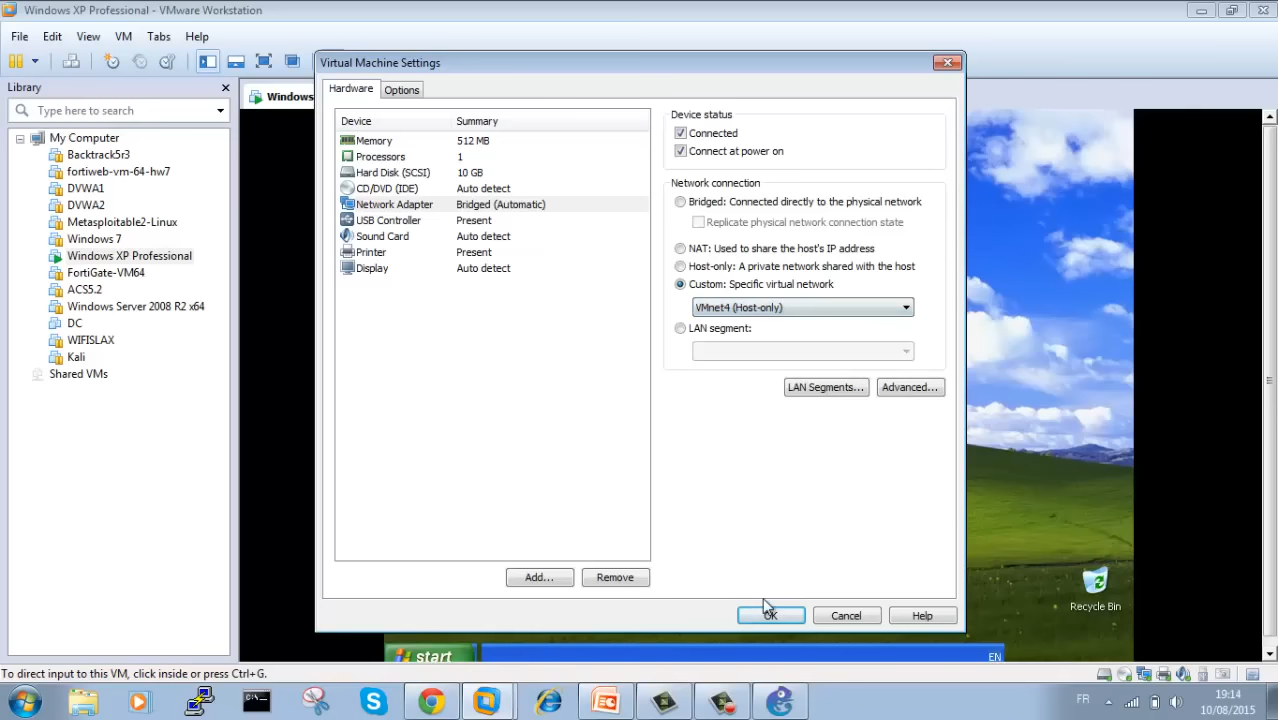 Windows XP Professional - VMware Workstation
File Edit View VM Tabs Help
Library
Type here to search
My Computer
Backtrack5r3
fortiweb-vm-64-hw7
DVWA1
DVWA2
Metasploitable2-Linux
Windows 7
Windows XP Professional
FortiGate-VM64
ACS5.2
Windows Server 2008 R2 x64
DC
WIFISLAX
Kali
Shared VMs
Windows
Virtual Machine Settings
Hardware Options
Device Summary
Memory 512 MB
Processors 1
Hard Disk (SCSI) 10 GB
CD/DVD (IDE) Auto detect
Network Adapter Bridged (Automatic)
USB Controller Present
Sound Card Auto detect
Printer Present
Display Auto detect
Add... Remove
Device status
Connected
Connect at power on
Network connection
Bridged: Connected directly to the physical network
Replicate physical network connection state
NAT: Used to share the host's IP address
Host-only: A private network shared with the host
Custom: Specific virtual network
VMnet4 (Host-only)
LAN segment:
LAN Segments... Advanced...
OK Cancel Help
Recycle Bin
start EN
To direct input to this VM, click inside or press Ctrl+G.
FR 19:14
10/08/2015